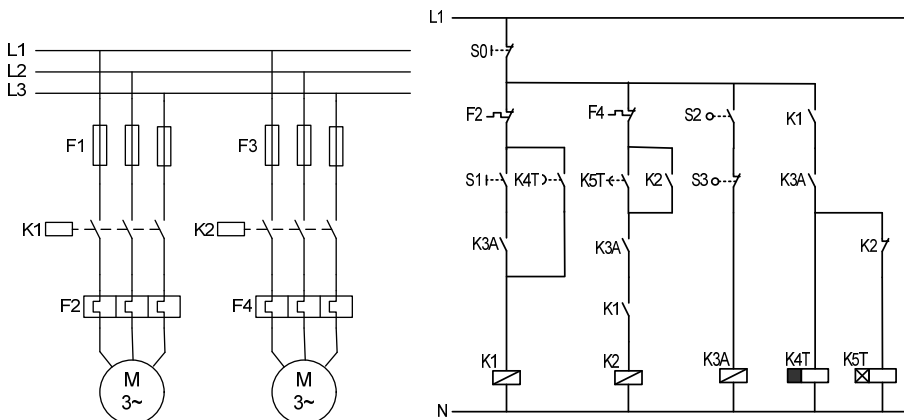 L1
L2
L3
F1
F3
K1
K2
F2
F4
M
3~
M
3~
L1
S0
F2
F4
S2
K1
S1
K4T
K5T
K2
S3
K3A
K3A
K3A
K2
K1
K1
K2
K3A
K4T
K5T
N